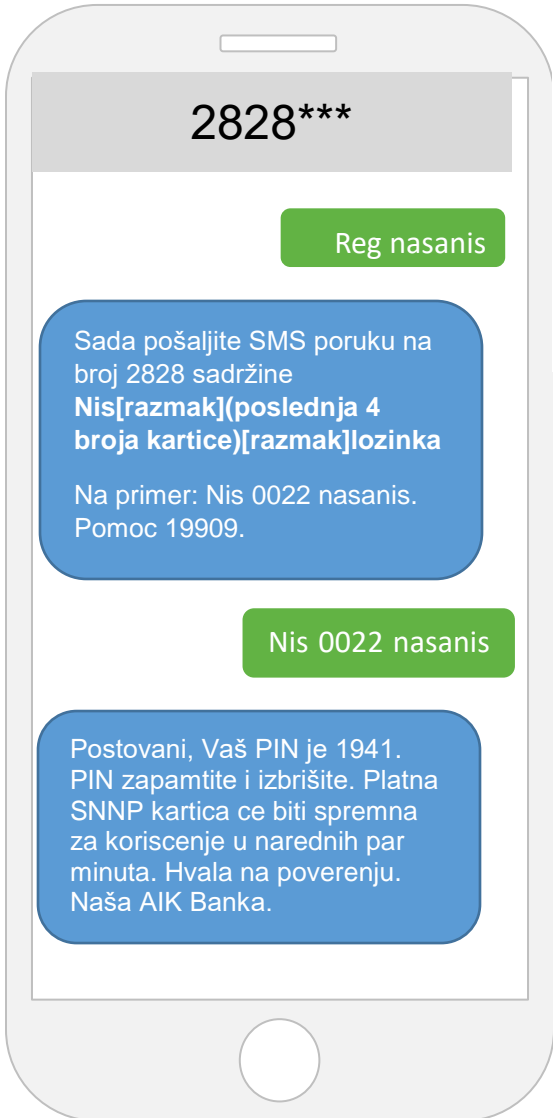 2828***
Reg nasanis
Sada pošaljite SMS poruku na
broj 2828 sadržine
Nis[razmak](poslednja 4
broja kartice)[razmak]lozinka
Na primer: Nis 0022 nasanis.
Pomoc 19909.
Nis 0022 nasanis
Postovani, Vaš PIN je 1941.
PIN zapamtite i izbrišite. Platna
SNNP kartica ce biti spremna
za koriscenje u narednih par
minuta. Hvala na poverenju.
Naša AIK Banka.